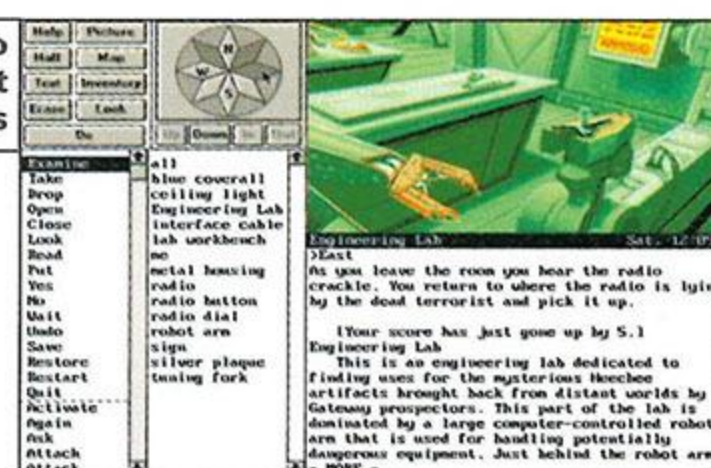 o
t
s
Help Picture
Half Map
Text Inventory
Erase Look
Do
N
W
S
Up Down In Out
Examine
Take
Drop
Open
Close
Look
Read
Put
Yes
No
Wait
Undo
Save
Restore
Restart
Quit
Activate
Again
Ask
Attach
all
blue coverall
ceiling light
Engineering Lab
interface cable
lab workbench
me
metal housing
radio
radio button
radio dial
robot arm
sign
silver plaque
tuning fork
Engineering Lab Sat. 12:05
>East
As you leave the room you hear the radio
crackle. You return to where the radio is lyin
by the dead terrorist and pick it up.
[Your score has just gone up by 5.]
Engineering Lab
This is an engineering lab dedicated to
finding uses for the mysterious Heechee
artifacts brought back from distant worlds by
Gateway prospectors. This part of the lab is
dominated by a large computer-controlled robot
arm that is used for handling potentially
dangerous equipment. Just behind the robot arm
- MORE -